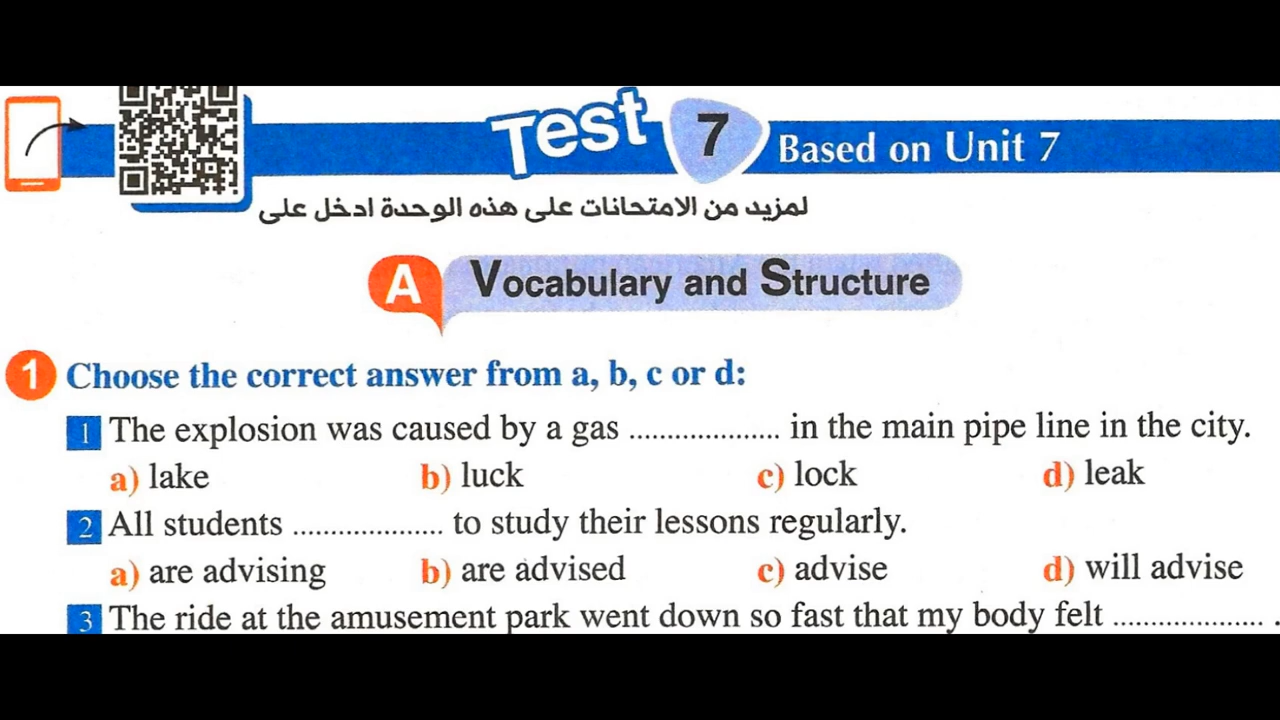 Test 7 Based on Unit 7
لمزيد من الامتحانات على هذه الوحدة ادخل على
A Vocabulary and Structure
1 Choose the correct answer from a, b, c or d:
1 The explosion was caused by a gas .................... in the main pipe line in the city.
a) lake b) luck c) lock d) leak
2 All students .................... to study their lessons regularly.
a) are advising b) are advised c) advise d) will advise
3 The ride at the amusement park went down so fast that my body felt .................... .